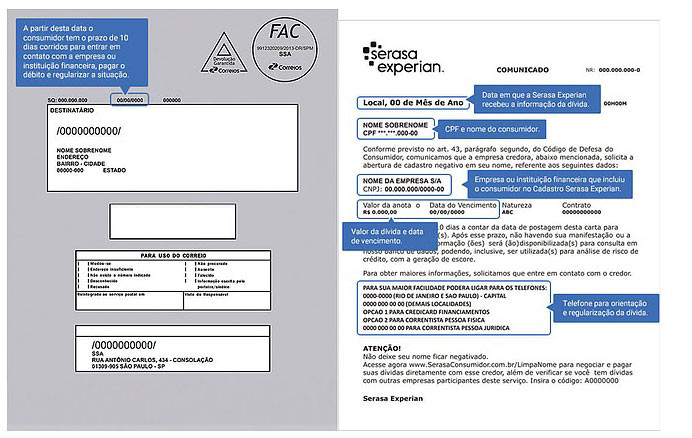 A partir desta data o
consumidor tem o prazo de 10
dias corridos para entrar em
contato com a empresa ou
instituição financeira, pagar o
débito e regularizar a situação.
Devolução
Garantida
Correios
FAC
9912320209/2013-DR/SPM
SSA
Correios
SQ: 000.000.000 00/00/0000 000000
DESTINATÁRIO
/0000000000/
NOME SOBRENOME
ENDEREÇO
BAIRRO - CIDADE
00000-000 ESTADO
PARA USO DO CORREIO
Mudou-se
Endereço insuficiente
Não existe o número indicado
Desconhecido
Recusado
Não procurado
Ausente
Falecido
Informação escrita pelo
porteiro/síndico
Reintegrado ao serviço postal em
Visto do Responsável
/0000000000/
SSA
RUA ANTÔNIO CARLOS, 434 - CONSOLAÇÃO
01309-905 SÃO PAULO - SP
serasa
experian.
COMUNICADO
NR: 000.000.000-0
Local, 00 de Mês de Ano
Data em que a Serasa Experian
recebeu a informação da dívida.
00H00M
NOME SOBRENOME
CPF ***.***.000-00
CPF e nome do consumidor.
Conforme previsto no art. 43, parágrafo segundo, do Código de Defesa do
Consumidor, comunicamos que a empresa credora, abaixo mencionada, solicita a
abertura de cadastro negativo em seu nome, referente aos seguintes dados:
NOME DA EMPRESA S/A
CNPJ: 00.000.000/0000-00
Empresa ou instituição financeira que incluiu
o consumidor no Cadastro Serasa Experian.
Valor da anota o Data do Vencimento Natureza Contrato
R$ 0.000,00 00/00/0000 ABC 00000000000
Valor da dívida e data
de vencimento.
0 dias a contar da data de postagem desta carta para
(s). Após esse prazo, não havendo sua manifestação ou a
formação (ões) será (ão)disponibilizada(s) para consulta em
nosso banco de dados, podendo, inclusive, ser utilizada(s) para análise de risco de
crédito, com a geração de escore.
Para obter maiores informações, solicitamos que entre em contato com o credor.
PARA SUA MAIOR FACILIDADE PODERA LIGAR PARA OS TELEFONES:
0000-0000 (RIO DE JANEIRO E SAO PAULO) - CAPITAL
0000 000 00 00 (DEMAIS LOCALIDADES)
OPCAO 1 PARA CREDICARD FINANCIAMENTOS
OPCAO 2 PARA CORRENTISTA PESSOA FISICA
0000 000 00 00 PARA CORRENTISTA PESSOA JURIDICA
Telefone para orientação
e regularização da dívida.
ATENÇÃO!
Não deixe seu nome ficar negativado.
Acesse agora www.SerasaConsumidor.com.br/LimpaNome para negociar e pagar
suas dívidas diretamente com esse credor, além de verificar se você tem dívidas
com outras empresas participantes deste serviço. Insira o código: A0000000
Serasa Experian